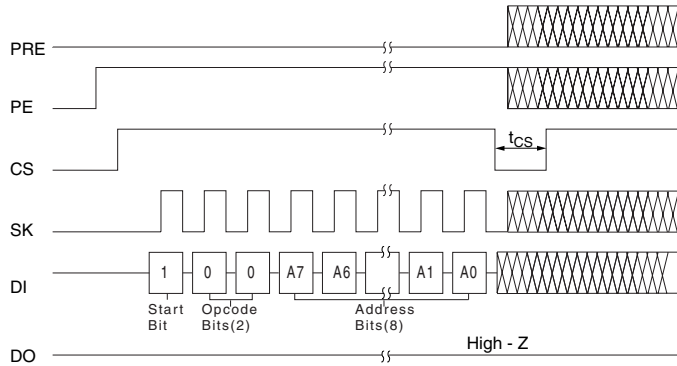 PRE
PE
tCS
CS
SK
1 0 0 A7 A6 A1 A0
DI
Start Opcode Address
Bit Bits(2) Bits(8)
High - Z
DO